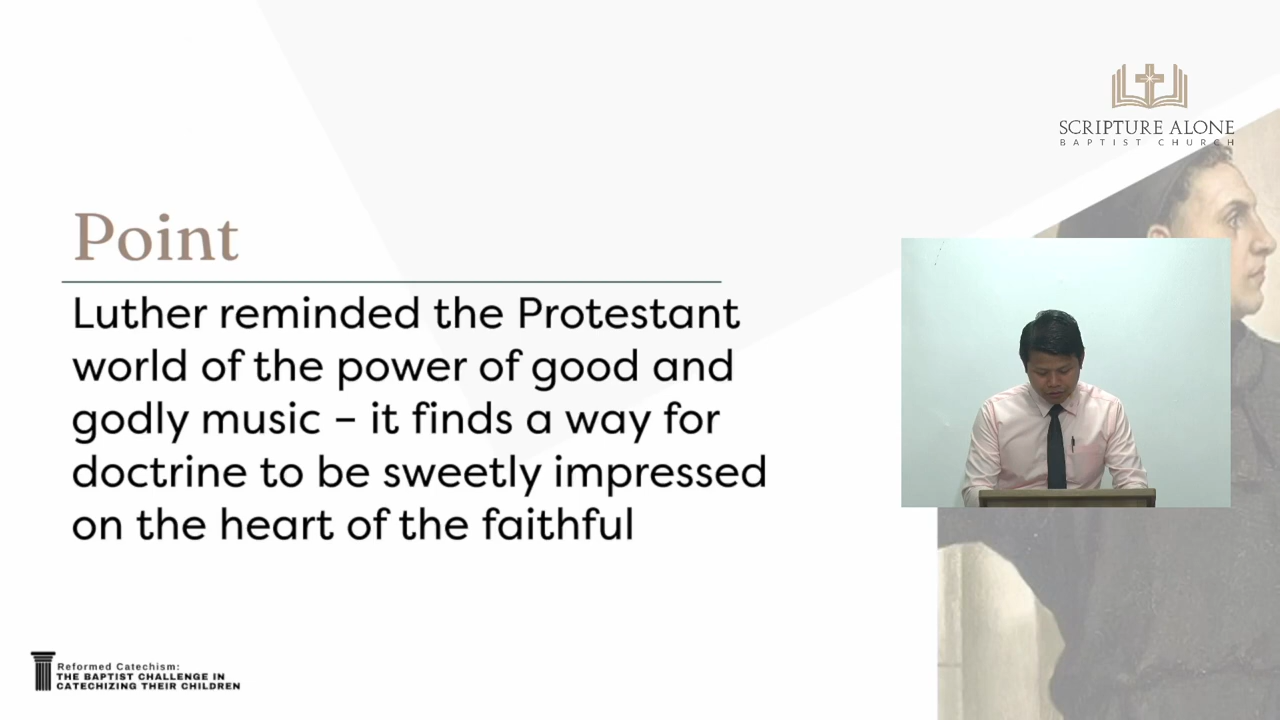 SCRIPTURE ALONE
BAPTIST CHURCH
Point
Luther reminded the Protestant
world of the power of good and
godly music – it finds a way for
doctrine to be sweetly impressed
on the heart of the faithful
Reformed Catechism:
THE BAPTIST CHALLENGE IN
CATECHIZING THEIR CHILDREN